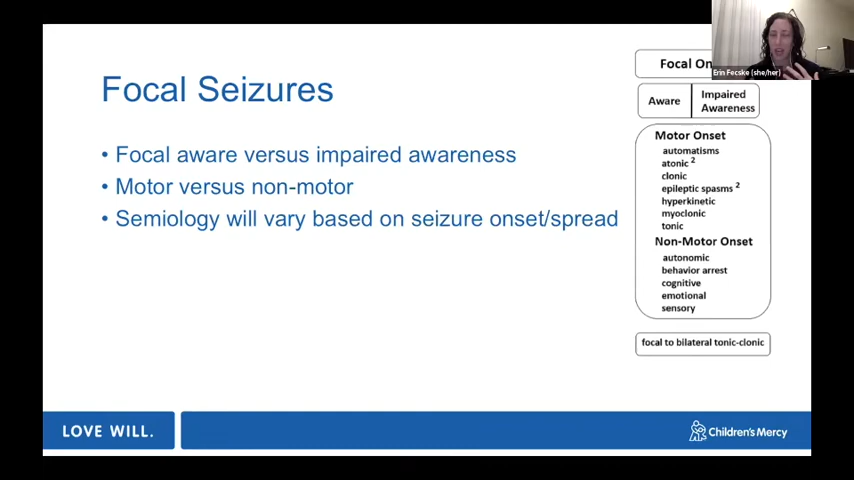 Focal Seizures
• Focal aware versus impaired awareness
• Motor versus non-motor
• Semiology will vary based on seizure onset/spread
Focal On
Aware
Impaired
Awareness
Motor Onset
automatisms
atonic 2
clonic
epileptic spasms 2
hyperkinetic
myoclonic
tonic
Non-Motor Onset
autonomic
behavior arrest
cognitive
emotional
sensory
focal to bilateral tonic-clonic
Erin Fecske (she/her)
LOVE WILL.
Children's Mercy